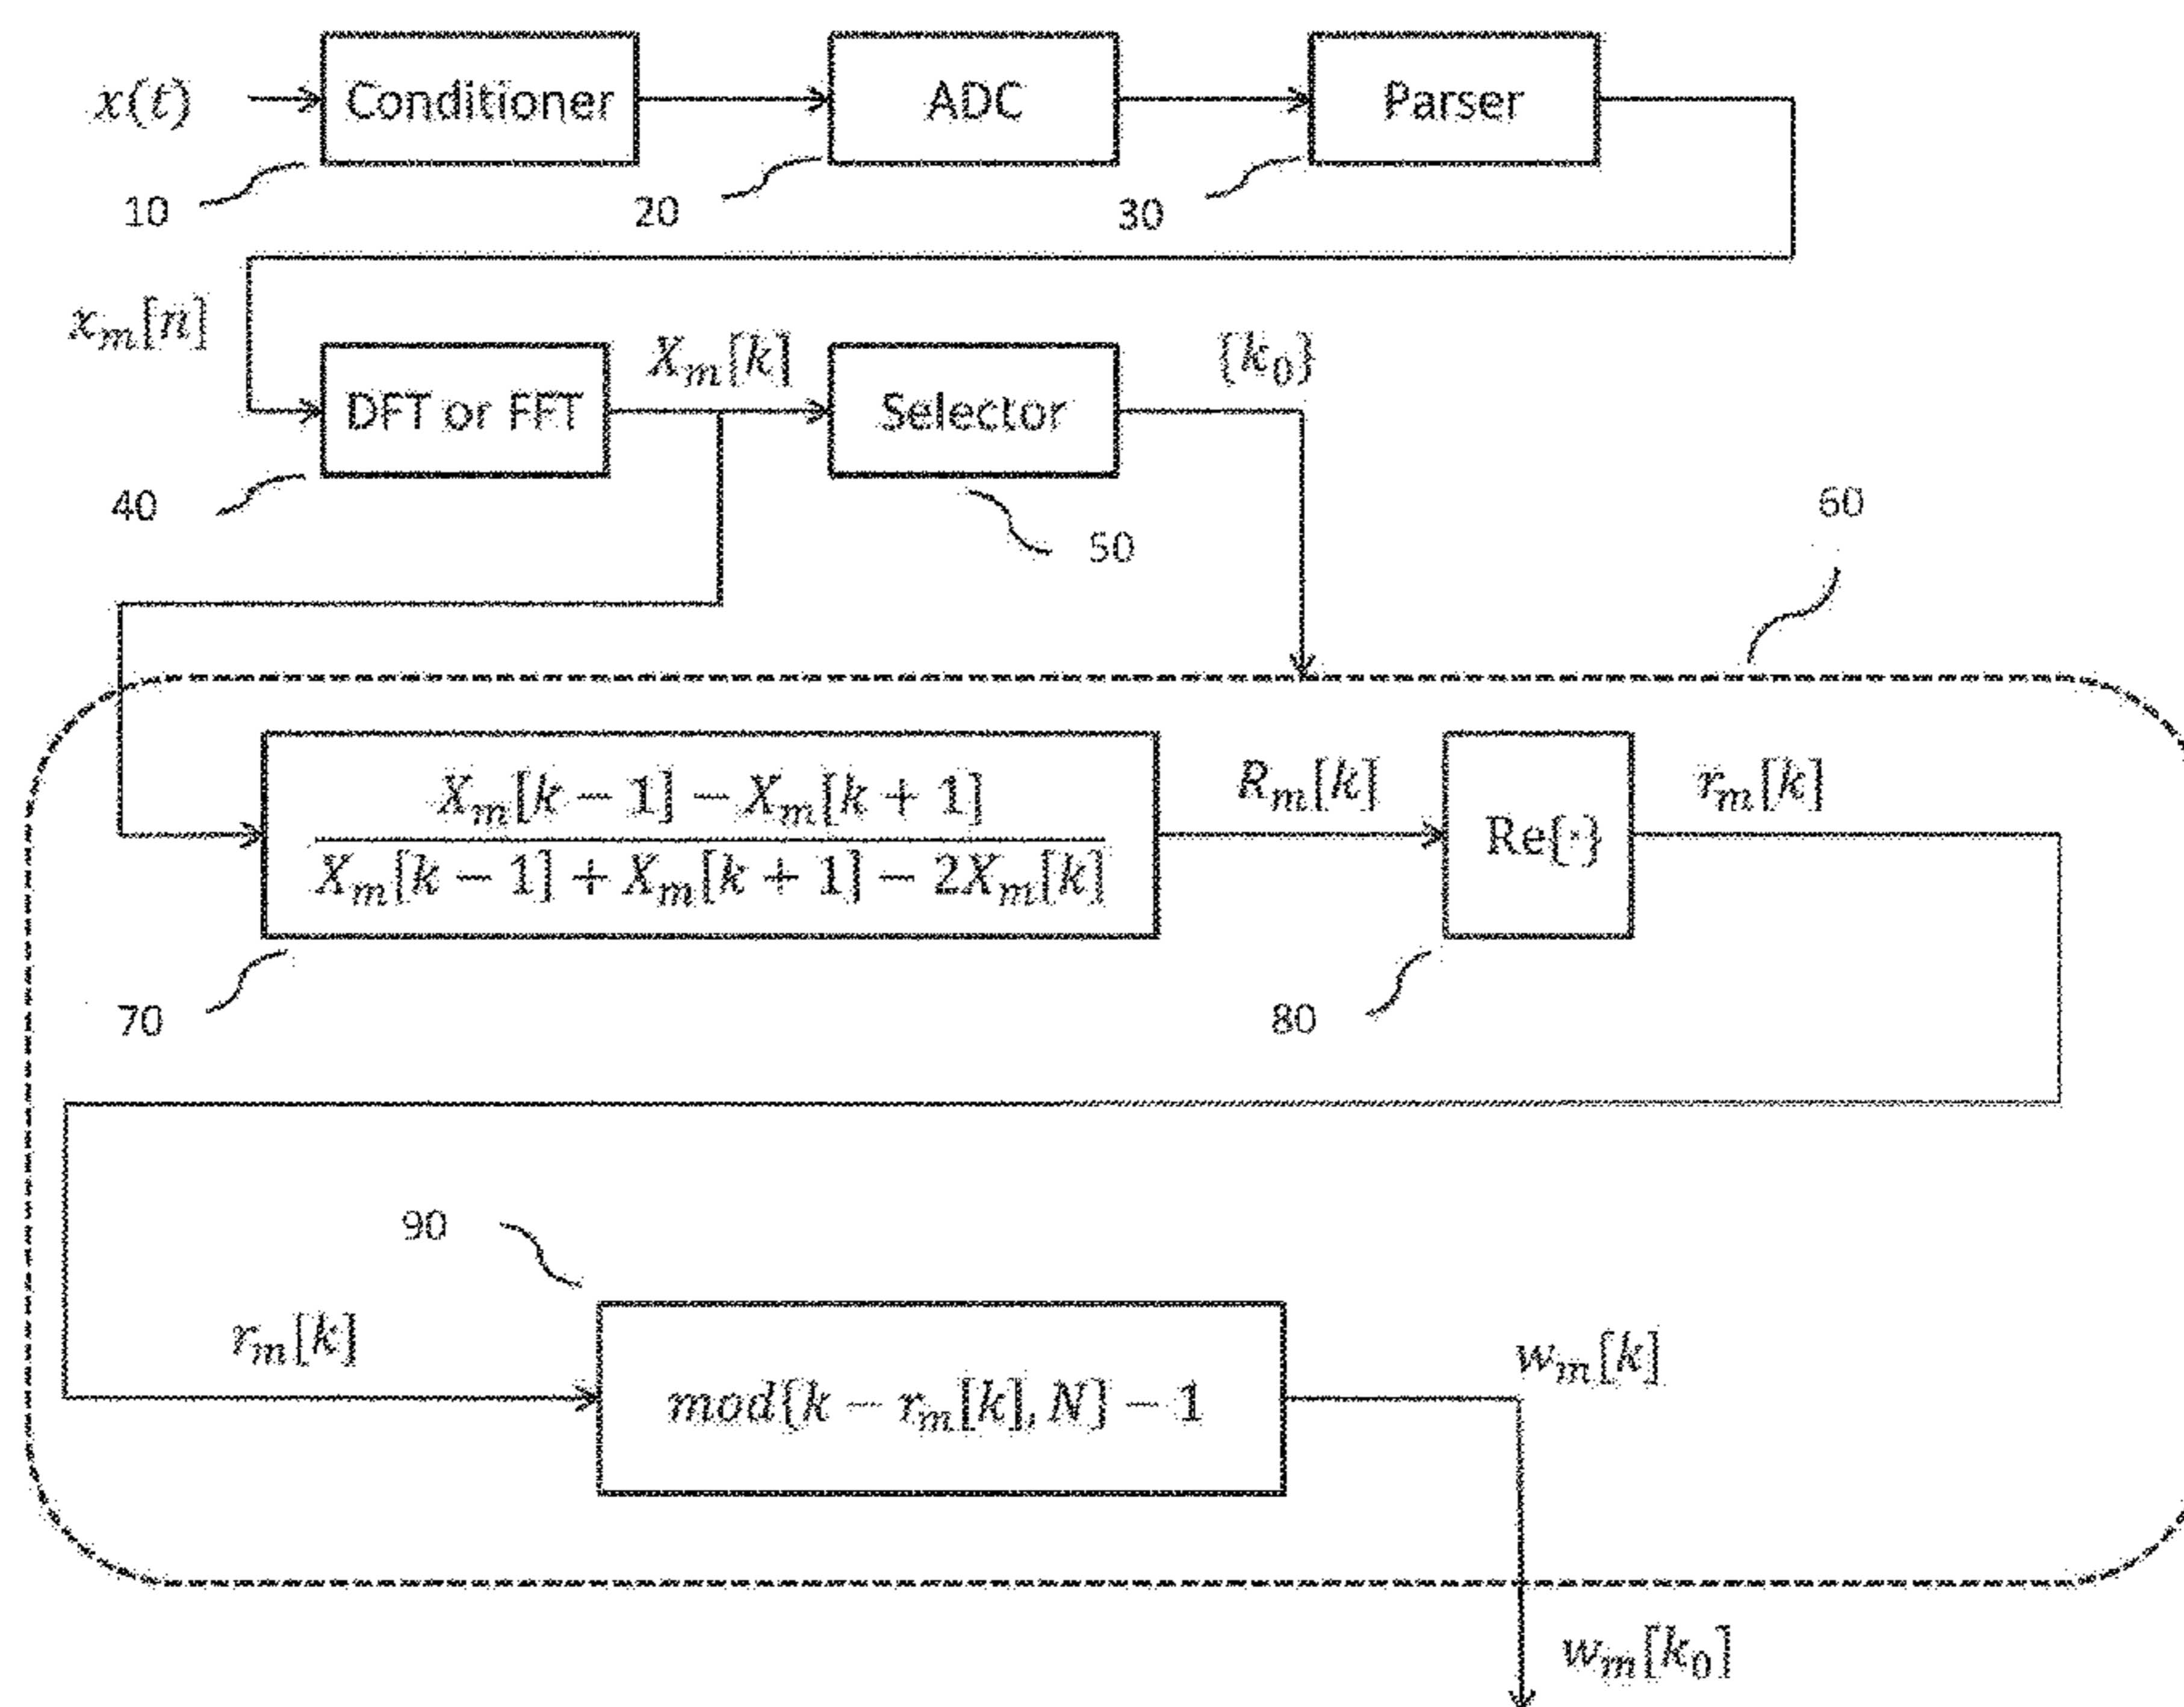 x(t)
Conditioner
ADC
Parser
10
20
30
x_m[n]
DFT or FFT
X_m[k]
Selector
{k_0}
40
50
60
X_m[k − 1] − X_m[k + 1]
X_m[k − 1] + X_m[k + 1] − 2X_m[k]
R_m[k]
Re{·}
r_m[k]
70
80
90
r_m[k]
mod{k − r_m[k], N} − 1
w_m[k]
w_m[k_0]